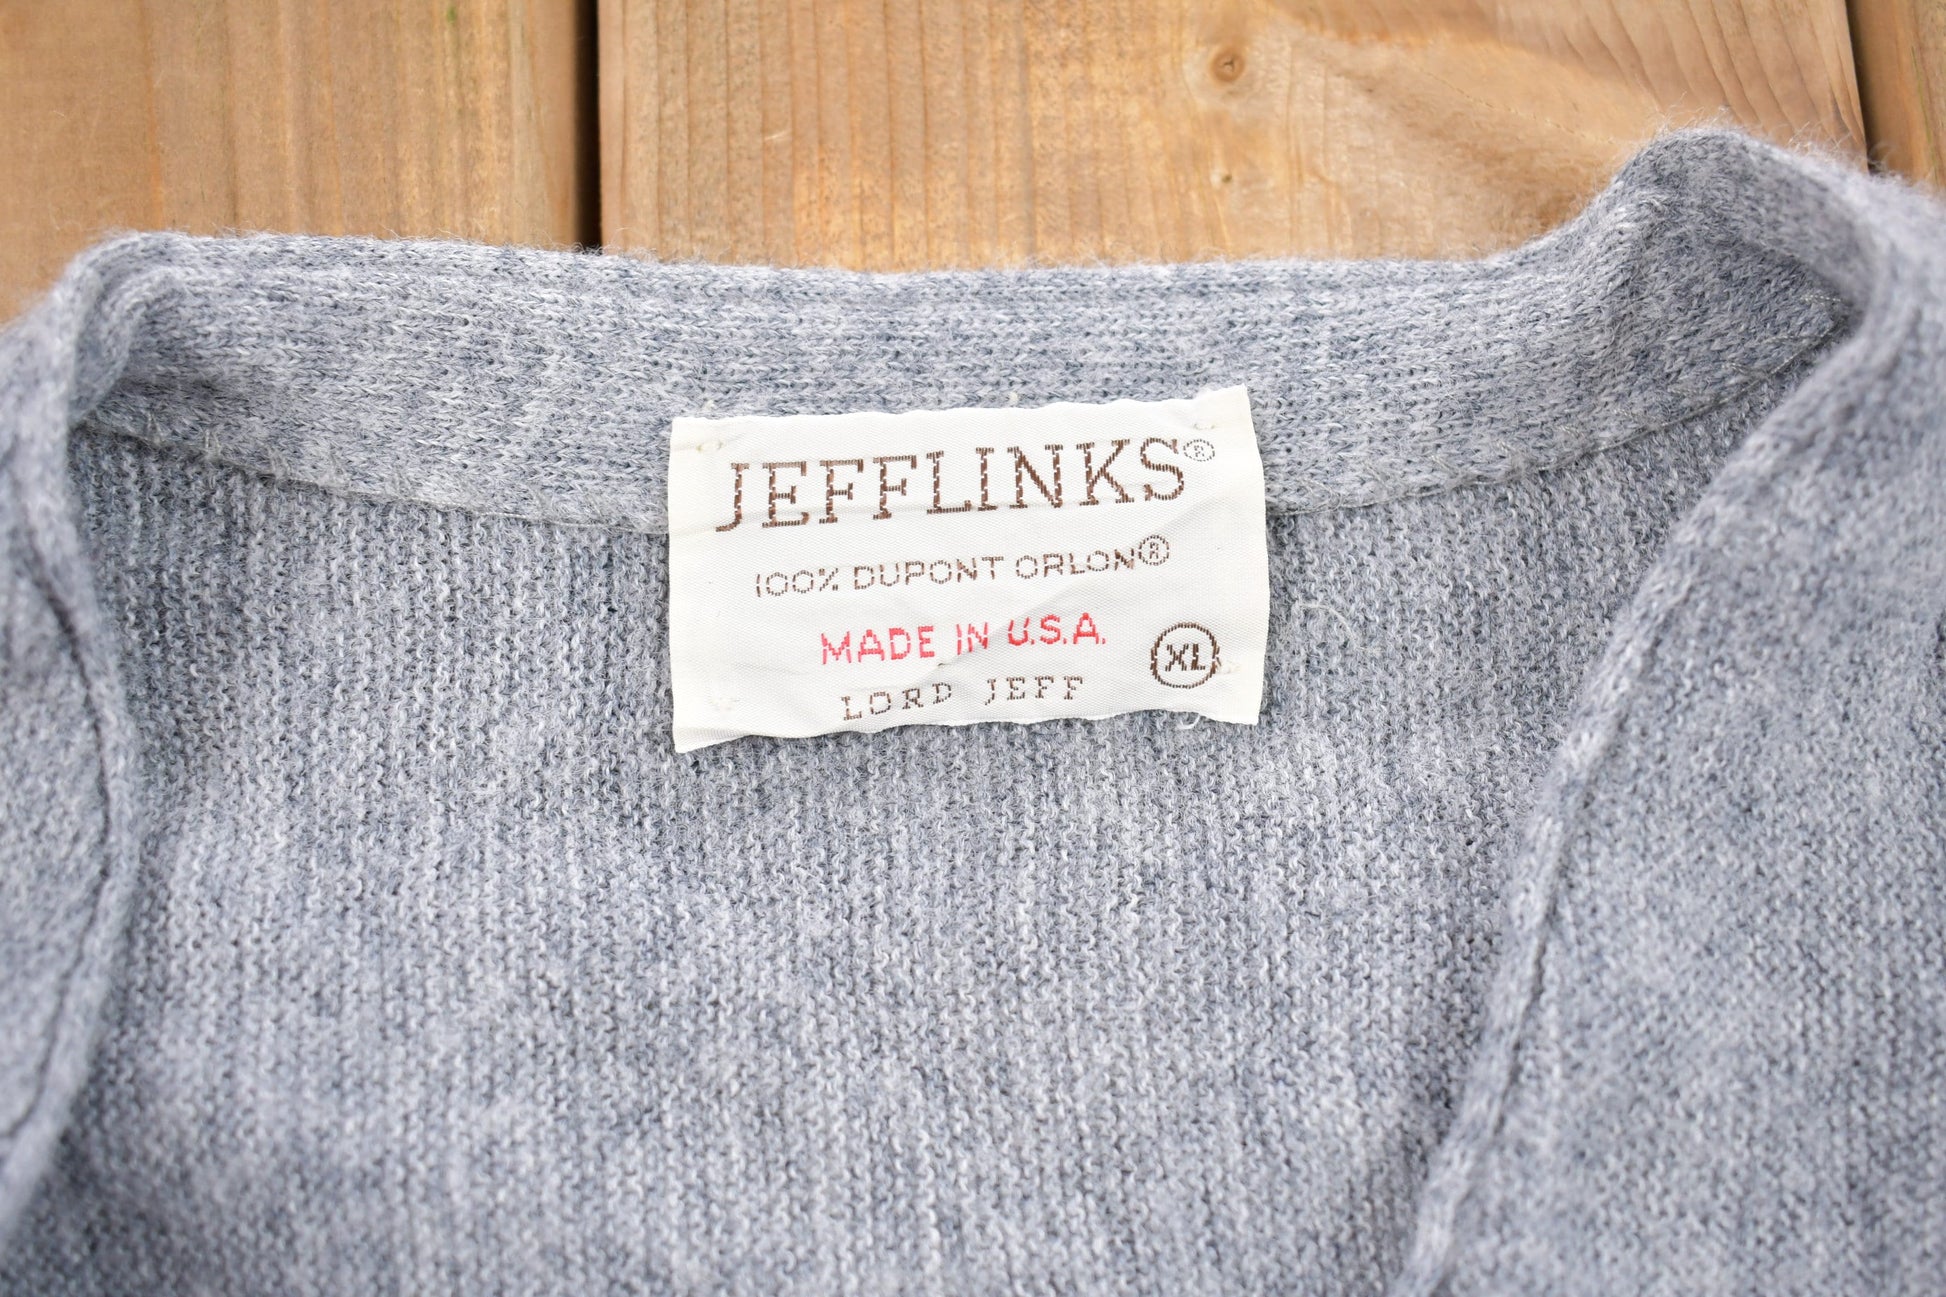 JEFFLINKS®
100% DUPONT ORLON®
MADE IN U.S.A.
XL
LORD JEFF